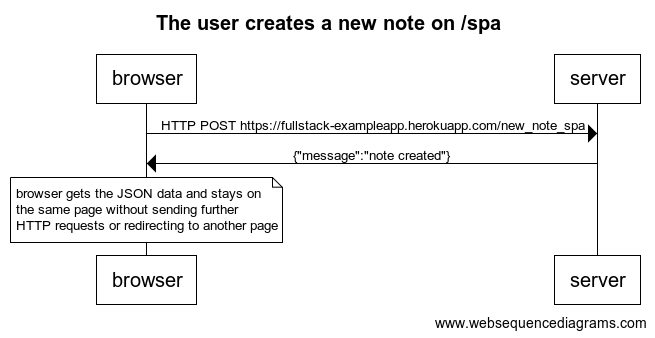 The user creates a new note on /spa
browser
server
HTTP POST https://fullstack-exampleapp.herokuapp.com/new_note_spa
{"message":"note created"}
browser gets the JSON data and stays on
the same page without sending further
HTTP requests or redirecting to another page
browser
server
www.websequencediagrams.com